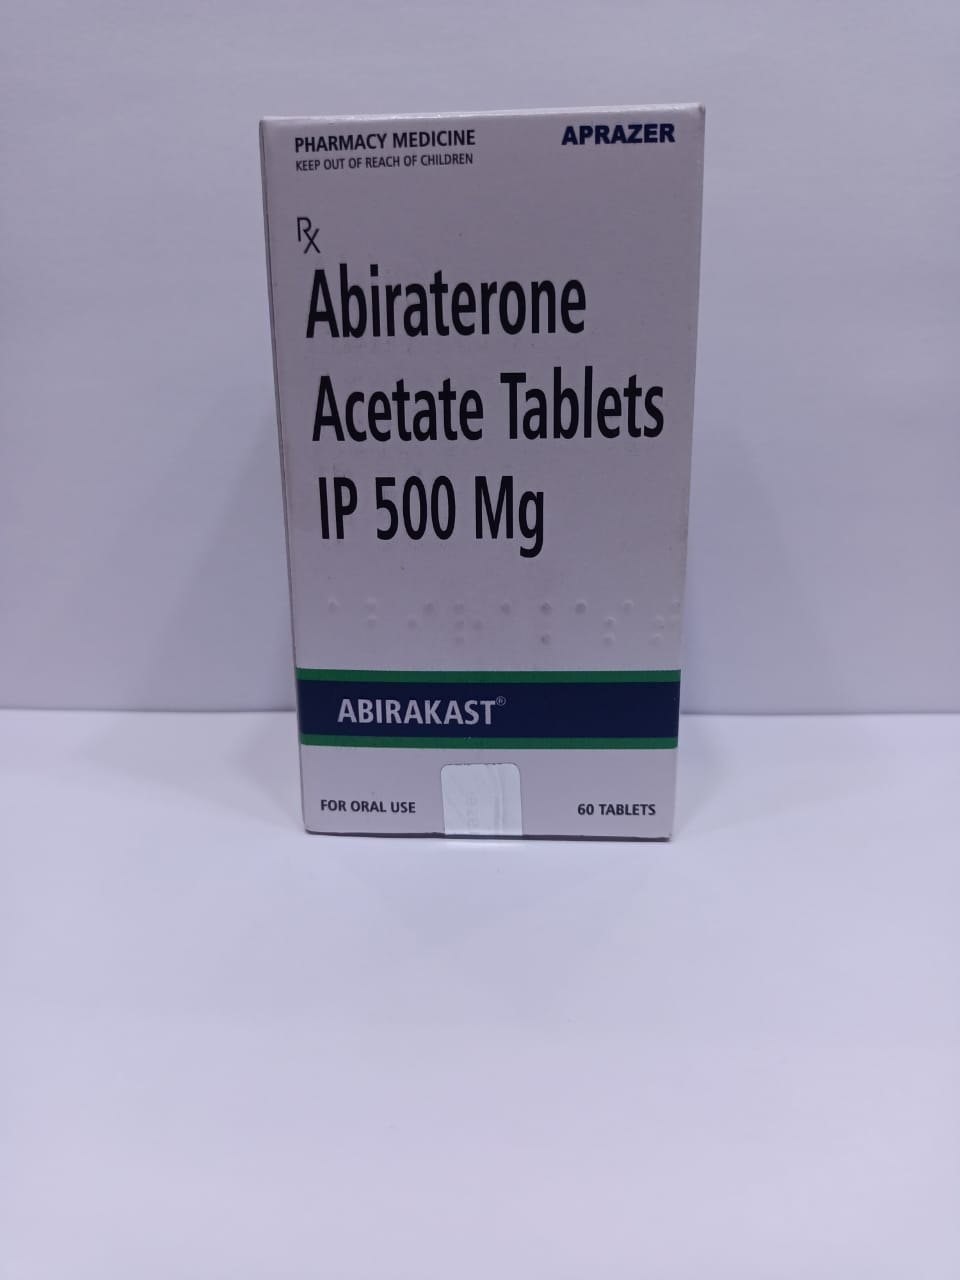 PHARMACY MEDICINE
APRAZER
KEEP OUT OF REACH OF CHILDREN
Rx
Abiraterone
Acetate Tablets
IP 500 Mg
ABIRAKAST®
FOR ORAL USE
60 TABLETS